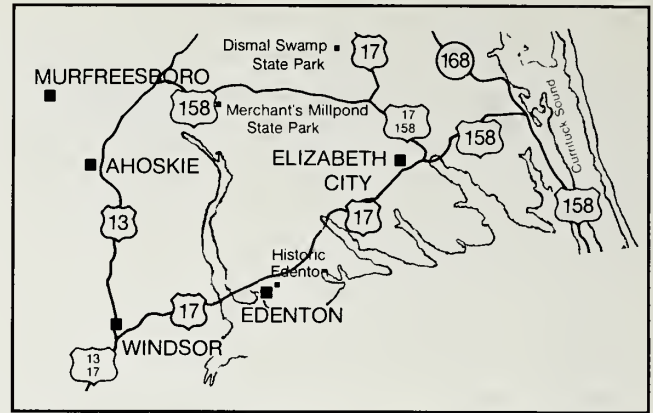 Dismal Swamp
State Park
17
168
MURFREESBORO
158
Merchant's Millpond
State Park
17
158
Currituck Sound
158
ELIZABETH
CITY
AHOSKIE
13
17
158
Historic
Edenton
17
EDENTON
WINDSOR
13
17